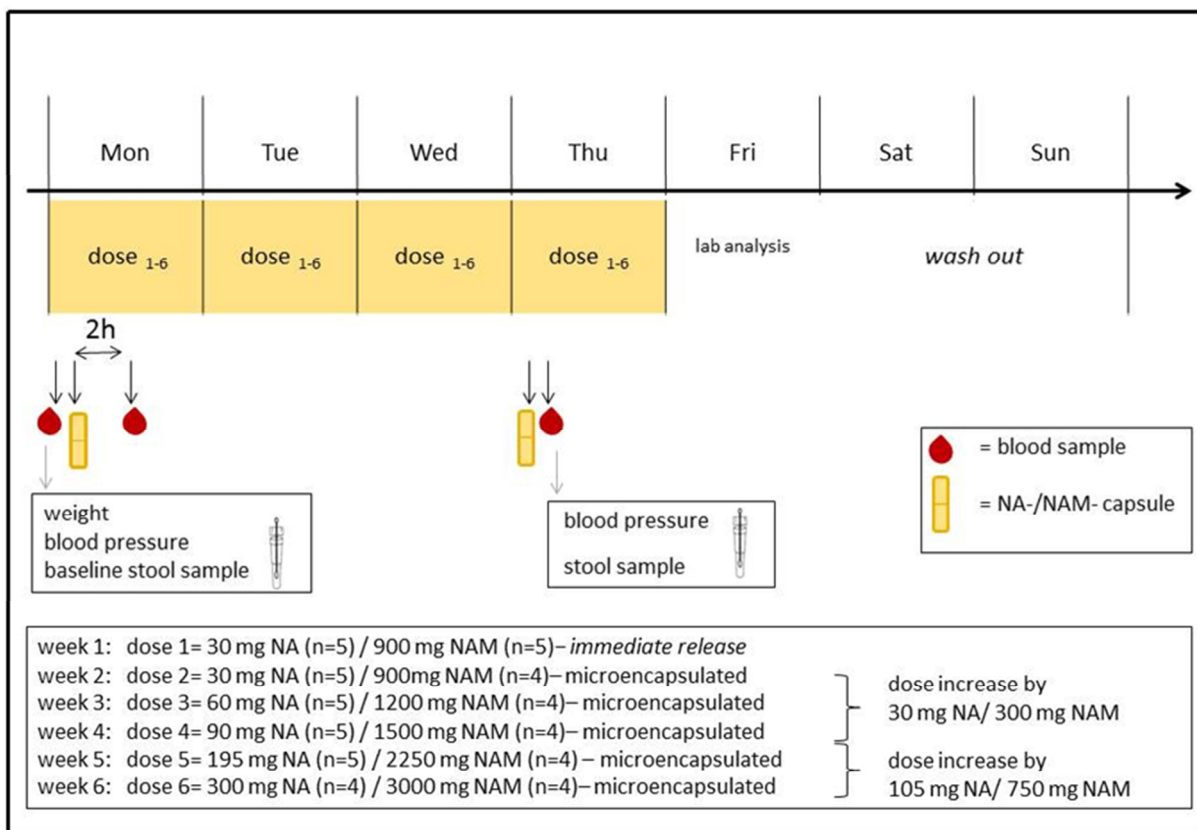 Mon Tue Wed Thu Fri Sat Sun
dose 1-6 dose 1-6 dose 1-6 dose 1-6 lab analysis wash out
2h
weight
blood pressure
baseline stool sample
blood pressure
stool sample
= blood sample
= NA-/NAM- capsule
week 1: dose 1= 30 mg NA (n=5) / 900 mg NAM (n=5)– immediate release
week 2: dose 2= 30 mg NA (n=5) / 900mg NAM (n=4)– microencapsulated
week 3: dose 3= 60 mg NA (n=5) / 1200 mg NAM (n=4)– microencapsulated
week 4: dose 4= 90 mg NA (n=5) / 1500 mg NAM (n=4)– microencapsulated
week 5: dose 5= 195 mg NA (n=5) / 2250 mg NAM (n=4) – microencapsulated
week 6: dose 6= 300 mg NA (n=4) / 3000 mg NAM (n=4)– microencapsulated
dose increase by
30 mg NA/ 300 mg NAM
dose increase by
105 mg NA/ 750 mg NAM